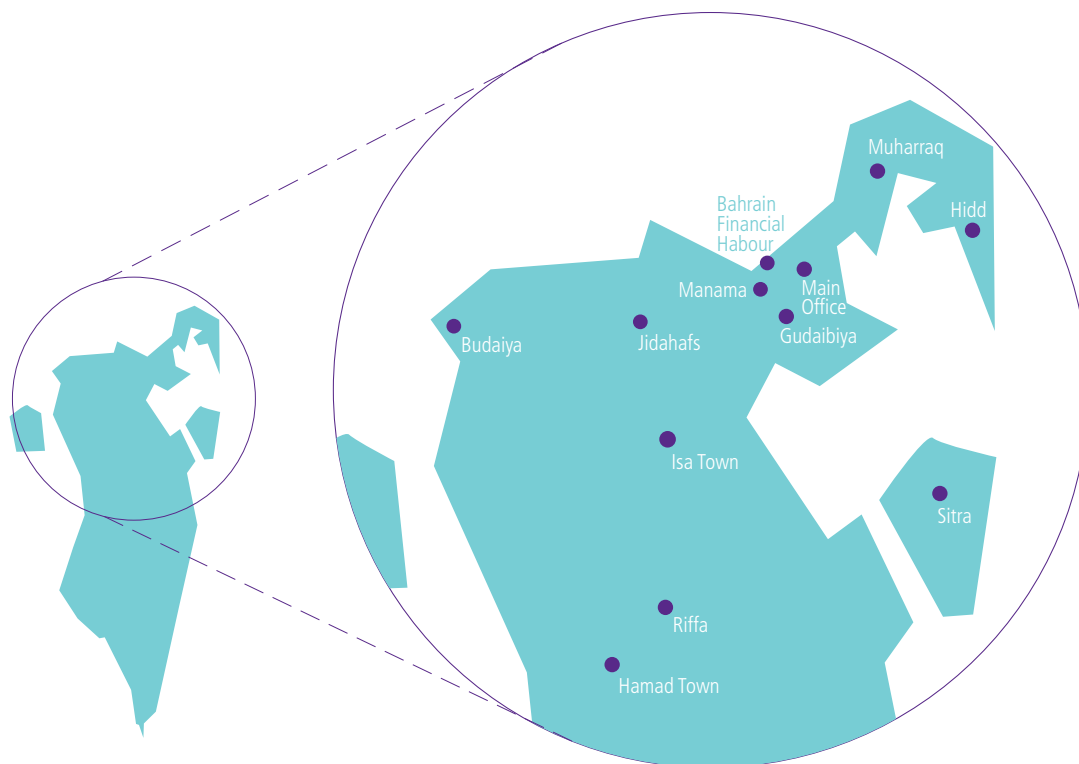 Muharraq
Hidd
Bahrain
Financial
Habour
Manama
Main
Office
Gudaibiya
Jidahafs
Budaiya
Isa Town
Sitra
Riffa
Hamad Town